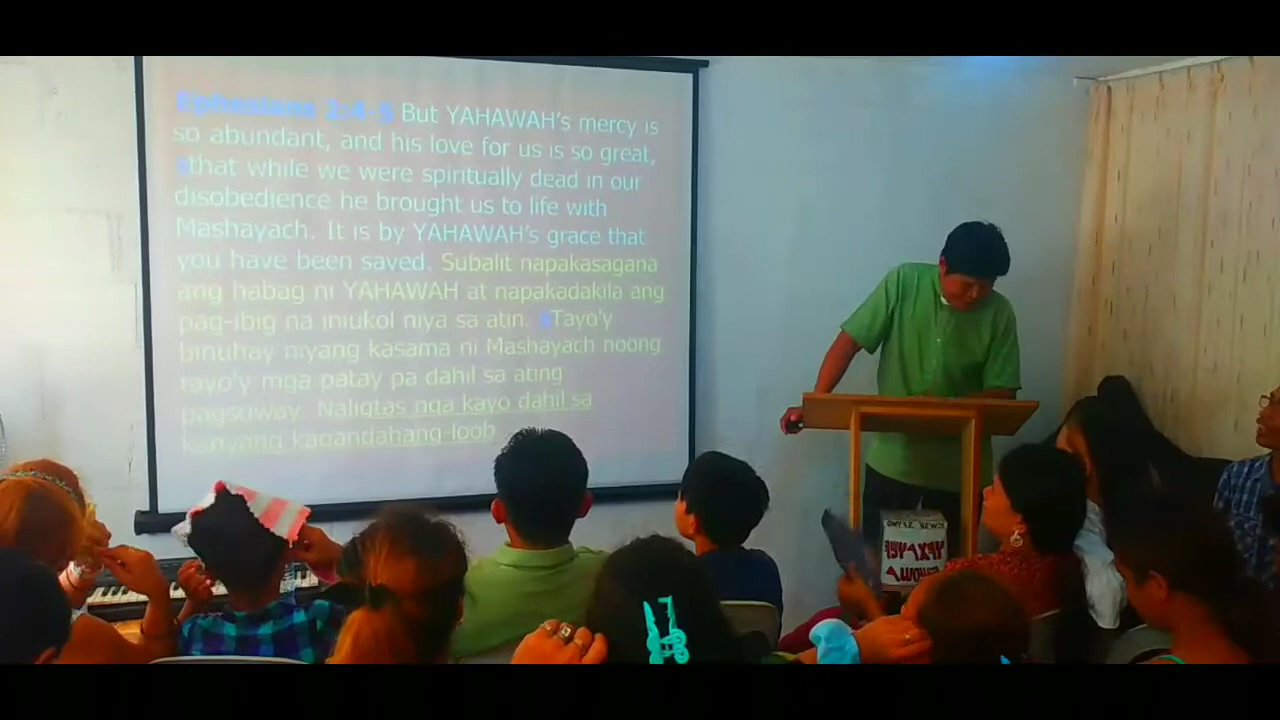 Ephesians 2:4-5 But YAHAWAH's mercy is
so abundant, and his love for us is so great,
5that while we were spiritually dead in our
disobedience he brought us to life with
Mashayach. It is by YAHAWAH's grace that
you have been saved. Subalit napakasagana
ang habag ni YAHAWAH at napakadakila ang
pag-ibig na iniukol niya sa atin. 5Tayo'y
binuhay niyang kasama ni Mashayach noong
tayo'y mga patay pa dahil sa ating
pagsuway. Naligtas nga kayo dahil sa
kanyang kagandahang-loob